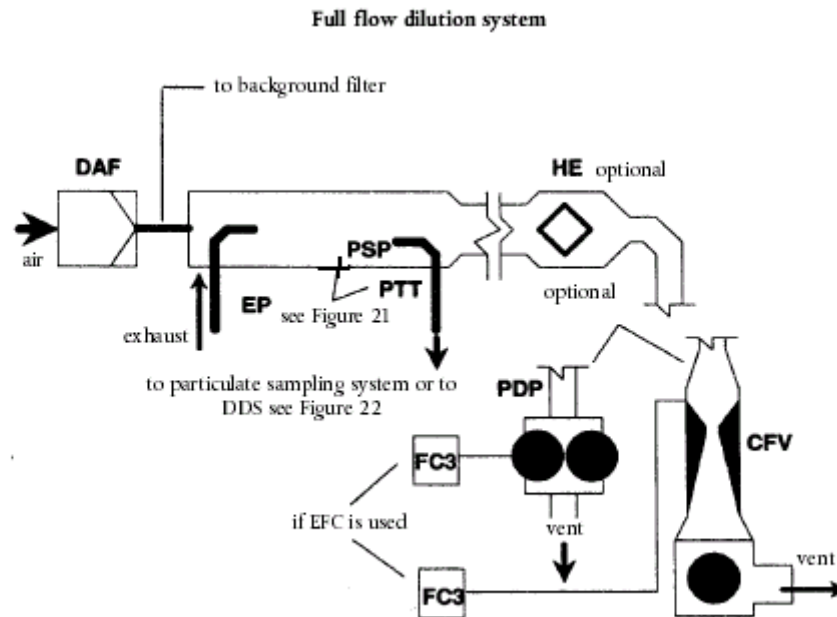 Full flow dilution system
to background filter
DAF
HE optional
air
PSP
EP
see Figure 21
PTT
optional
exhaust
to particulate sampling system or to
DDS see Figure 22
PDP
FC3
CFV
if EFC is used
vent
vent
FC3